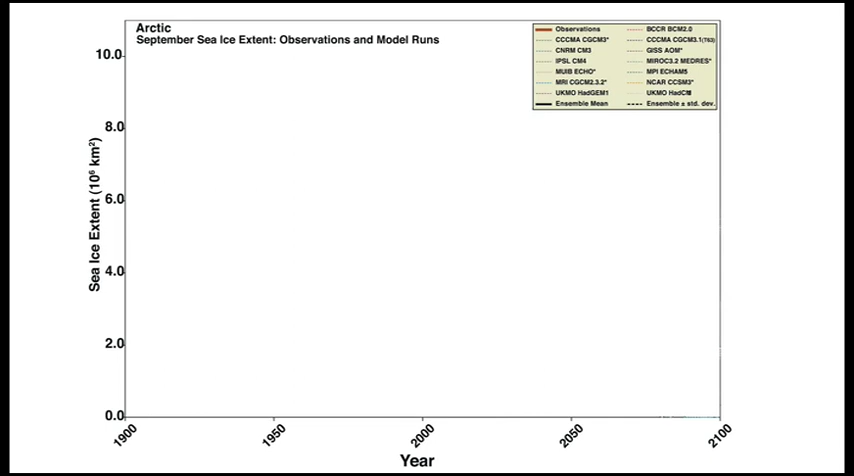 Arctic
September Sea Ice Extent: Observations and Model Runs
Observations
BCCR BCM2.0
CCCMA CGCM3*
CCCMA CGCM3.1(T63)
CNRM CM3
GISS AOM*
IPSL CM4
MIROC3.2 MEDRES*
MUIB ECHO*
MPI ECHAM5
MRI CGCM2.3.2*
NCAR CCSM3*
UKMO HadGEM1
UKMO
Ensemble Mean
Ensemble ± std. dev.
Sea Ice Extent (10⁶ km²)
10.0
8.0
6.0
4.0
2.0
0.0
1900
1950
2000
2050
2100
Year